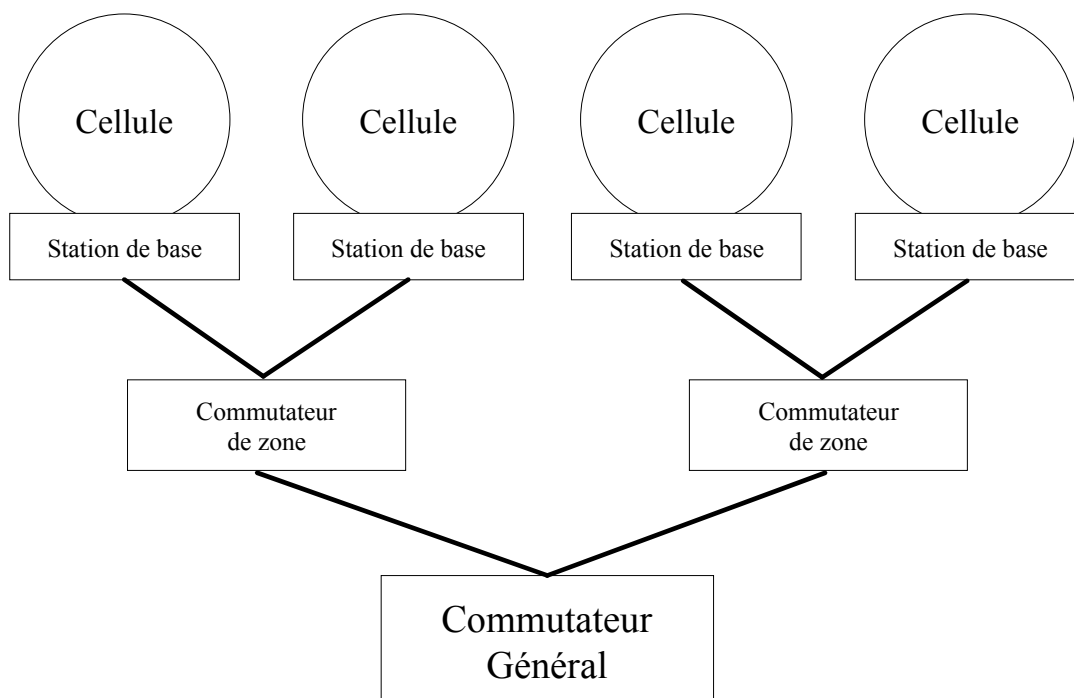 Cellule
Cellule
Cellule
Cellule
Station de base
Station de base
Station de base
Station de base
Commutateur
de zone
Commutateur
de zone
Commutateur
Général